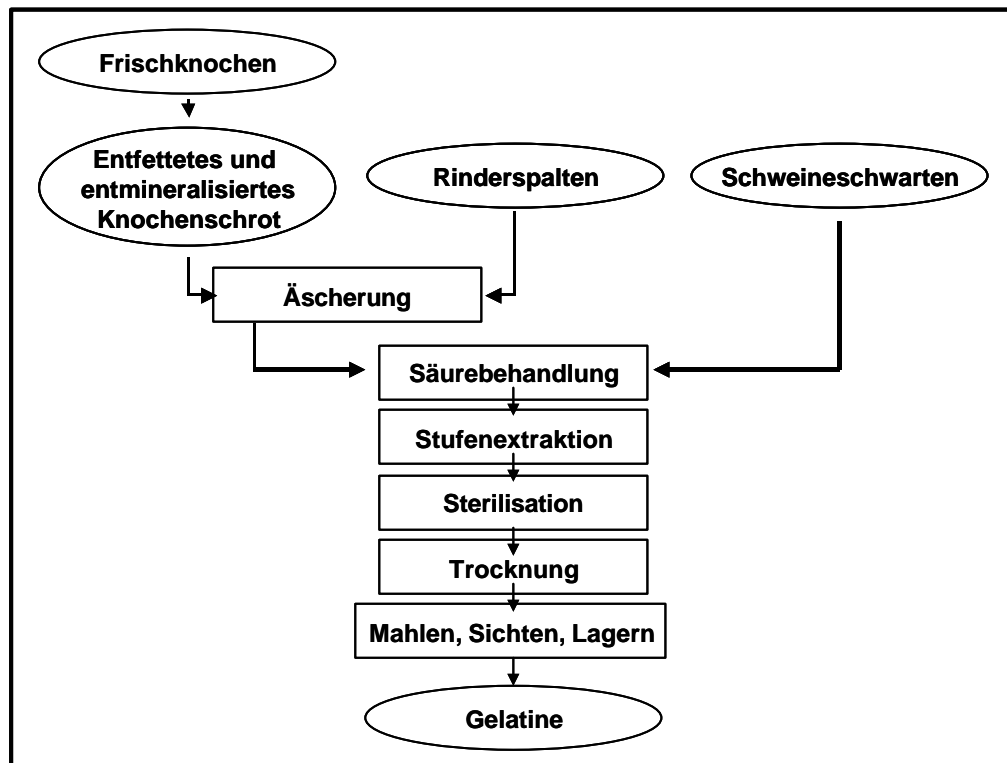 Frischknochen
Entfettetes und
entmineralisiertes
Knochenschrot
Rinderspalten
Schweineschwarten
Äscherung
Säurebehandlung
Stufenextraktion
Sterilisation
Trocknung
Mahlen, Sichten, Lagern
Gelatine